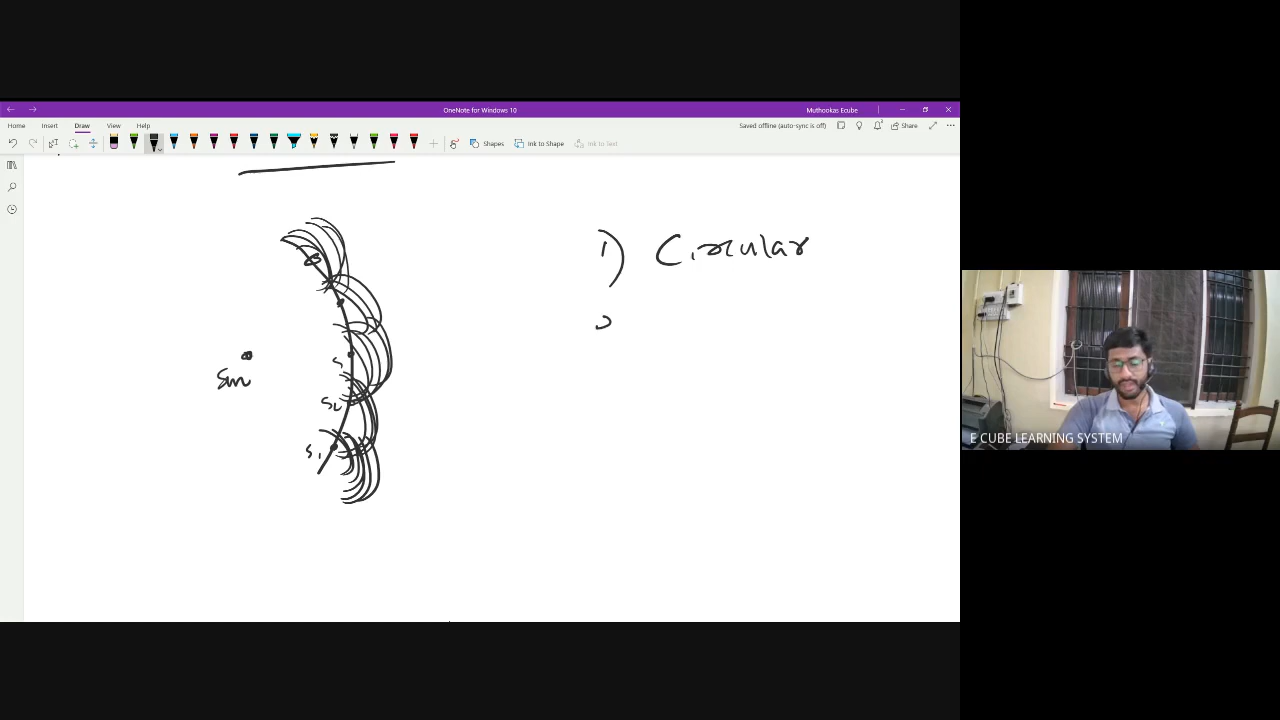 OneNote for Windows 10
Muthookas Ecube
Home Insert Draw View Help
Saved offline (auto-sync is off)
Share
Shapes
Ink to Shape
Ink to Text
1) Circular
2
Sun
S
S2
S1
E CUBE LEARNING SYSTEM